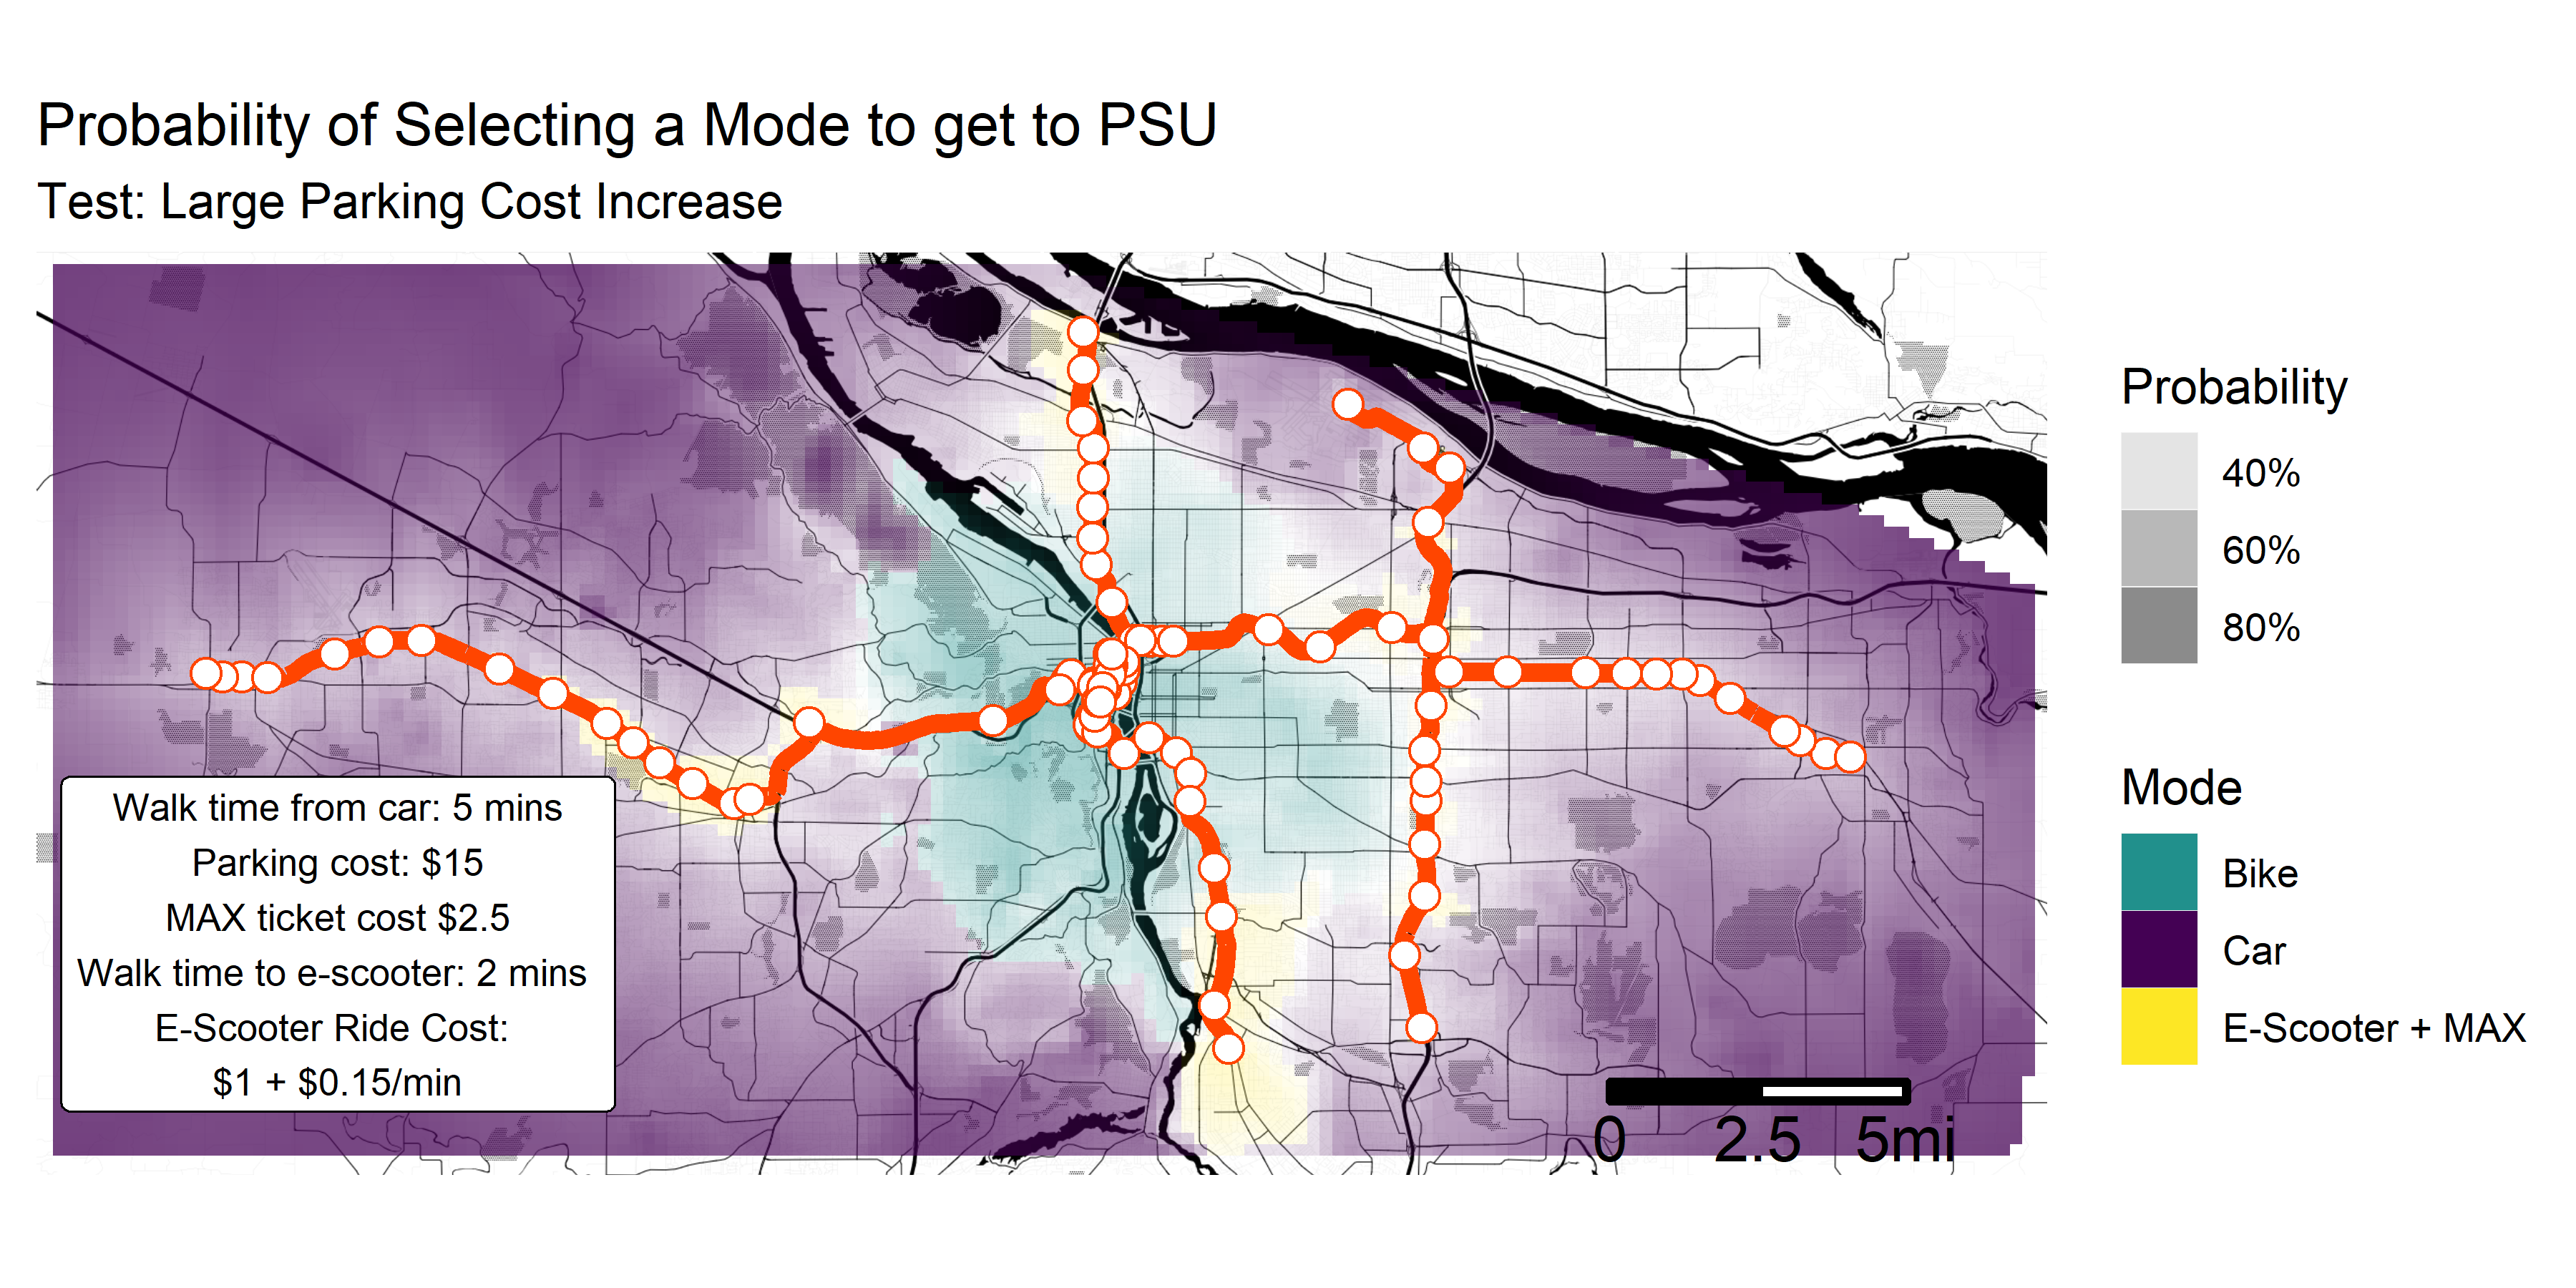 Probability of Selecting a Mode to get to PSU
Test: Large Parking Cost Increase
Walk time from car: 5 mins
Parking cost: $15
MAX ticket cost $2.5
Walk time to e-scooter: 2 mins
E-Scooter Ride Cost:
$1 + $0.15/min
0 2.5 5mi
Probability
40%
60%
80%
Mode
Bike
Car
E-Scooter + MAX